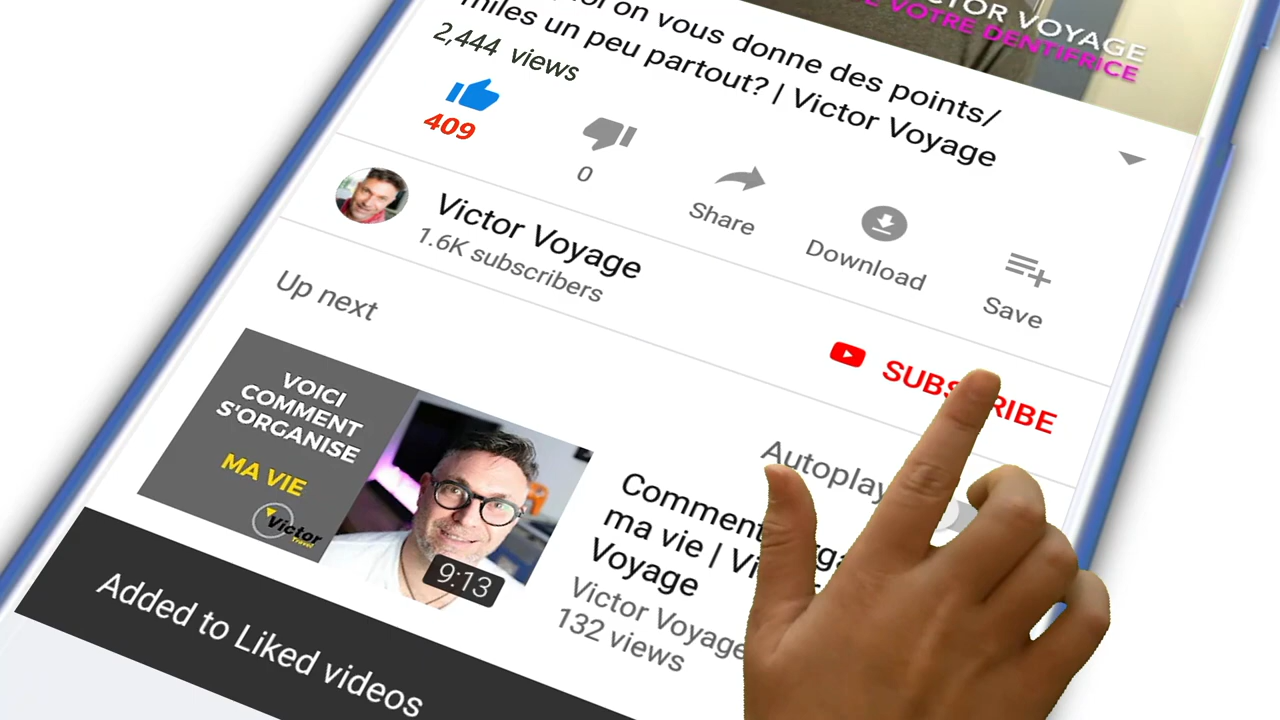 CTOR VOYAGE
VOTRE DENTIFRICE
on vous donne des points/
miles un peu partout? | Victor Voyage
2,444 views
409
0
Share
Download
Save
Victor Voyage
1.6K subscribers
SUBSCRIBE
Up next
Autoplay
VOICI
COMMENT
S'ORGANISE
MA VIE
Victor
Travel
9:13
Comment
ma vie | Vi
Voyage
Victor Voyage
132 views
Added to Liked videos